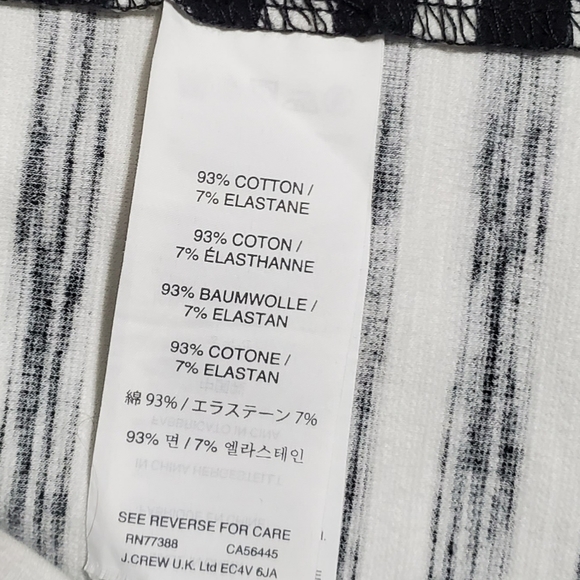 93% COTTON /
7% ELASTANE
93% COTON /
7% ÉLASTHANNE
93% BAUMWOLLE /
7% ELASTAN
93% COTONE /
7% ELASTAN
綿 93% / エラステーン 7%
93% 면 / 7% 엘라스테인
SEE REVERSE FOR CARE
RN77388 CA56445
J.CREW U.K. Ltd EC4V 6JA